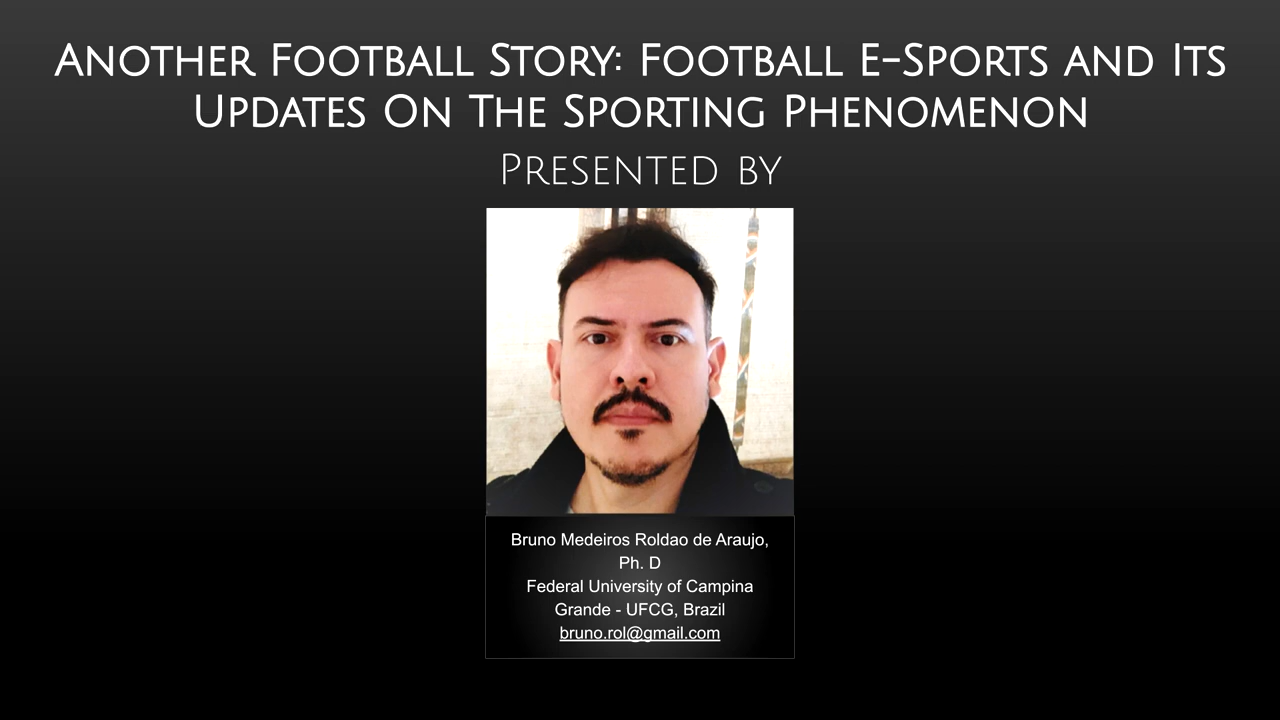 Another Football Story: Football E-Sports and Its
Updates On The Sporting Phenomenon
Presented by
Bruno Medeiros Roldao de Araujo,
Ph. D
Federal University of Campina
Grande - UFCG, Brazil
bruno.rol@gmail.com